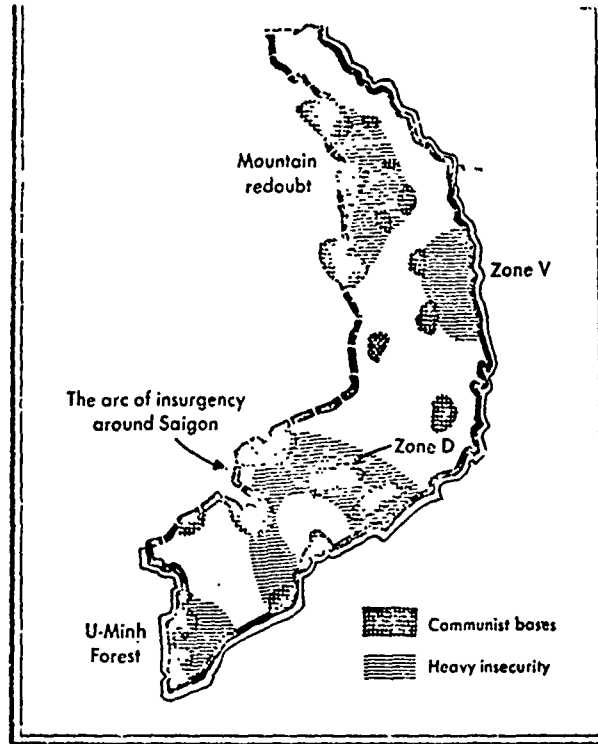 Mountain
redoubt
Zone V
The arc of insurgency
around Saigon
Zone D
U-Minh
Forest
Communist bases
Heavy insecurity